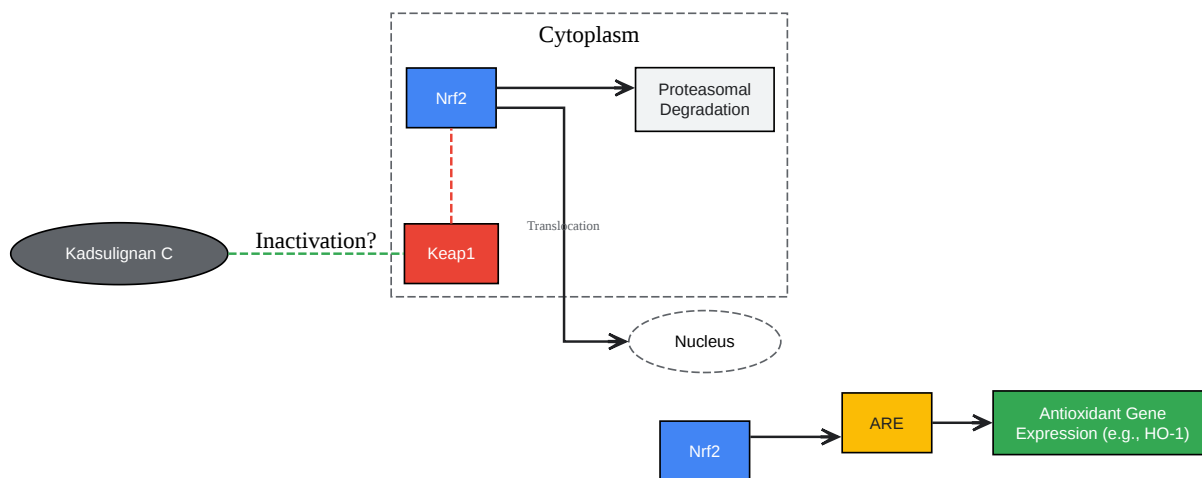 Cytoplasm
Nrf2
Proteasomal
Degradation
Translocation
Kadsulignan C
Inactivation?
Keap1
Nucleus
Nrf2
ARE
Antioxidant Gene
Expression (e.g., HO-1)